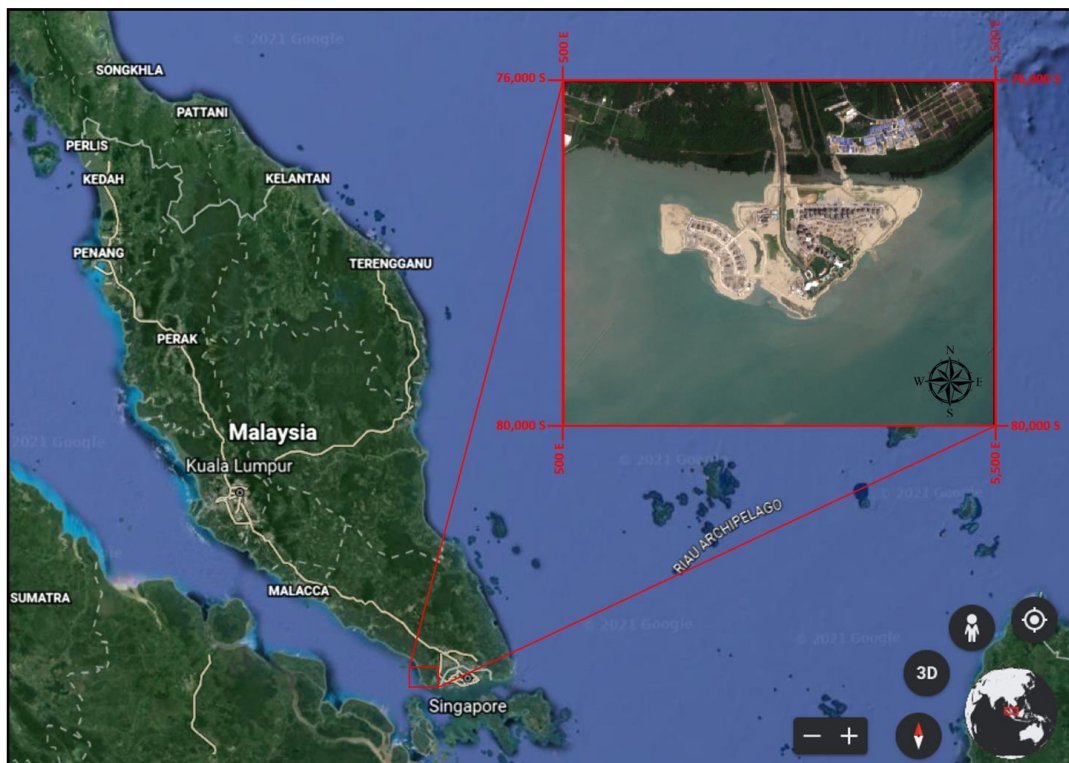 © 2021 Google
500 E
5,500 E
SONGKHLA
76,000 S
76,000 S
PATTANI
PERLIS
KEDAH
KELANTAN
PENANG
TERENGGANU
PERAK
N
W
E
S
Malaysia
80,000 S
80,000 S
2021 Google
500 E
5,500 E
Kuala Lumpur
© 2021 Google
© 2021 Google
RIAU ARCHIPELAGO
MALACCA
SUMATRA
© 2021 Google
3D
Singapore